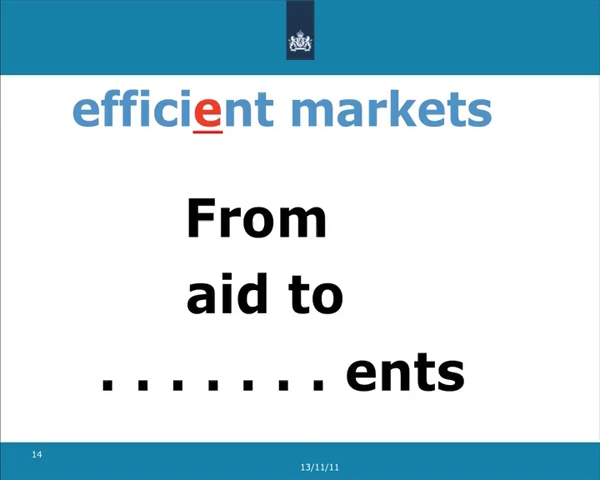 efficient markets
From
aid to
. . . . . . . ents
14
13/11/11